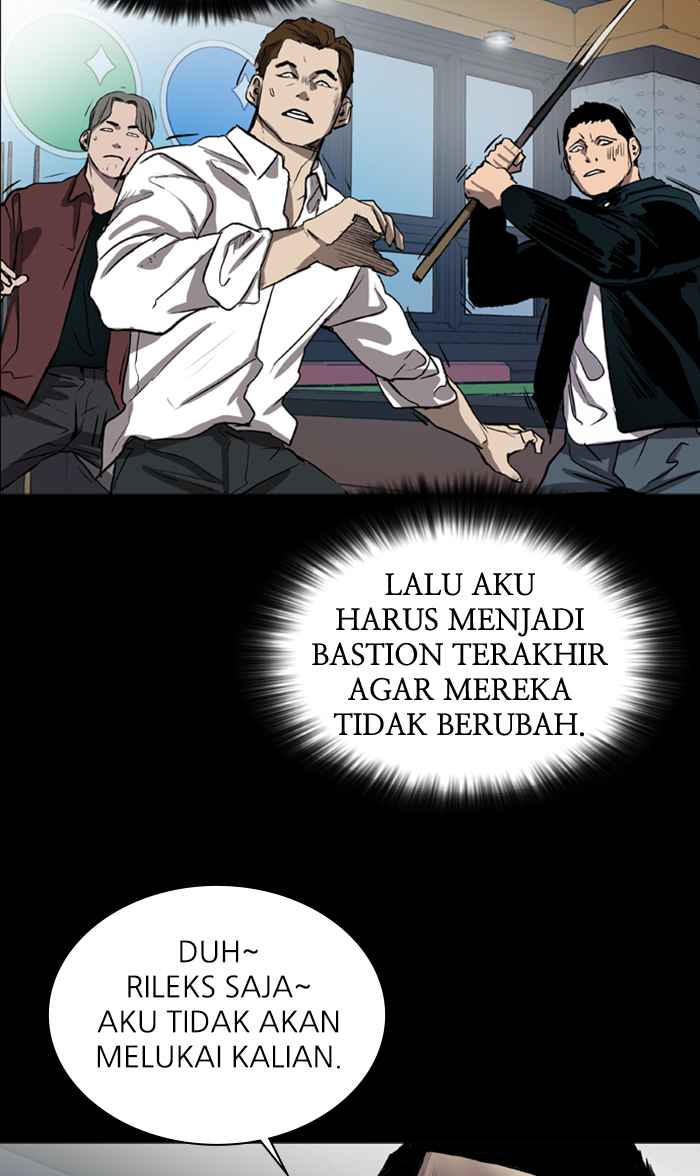 LALU AKU
HARUS MENJADI
BASTION TERAKHIR
AGAR MEREKA
TIDAK BERUBAH.
DUH~
RILEKS SAJA~
AKU TIDAK AKAN
MELUKAI KALIAN.